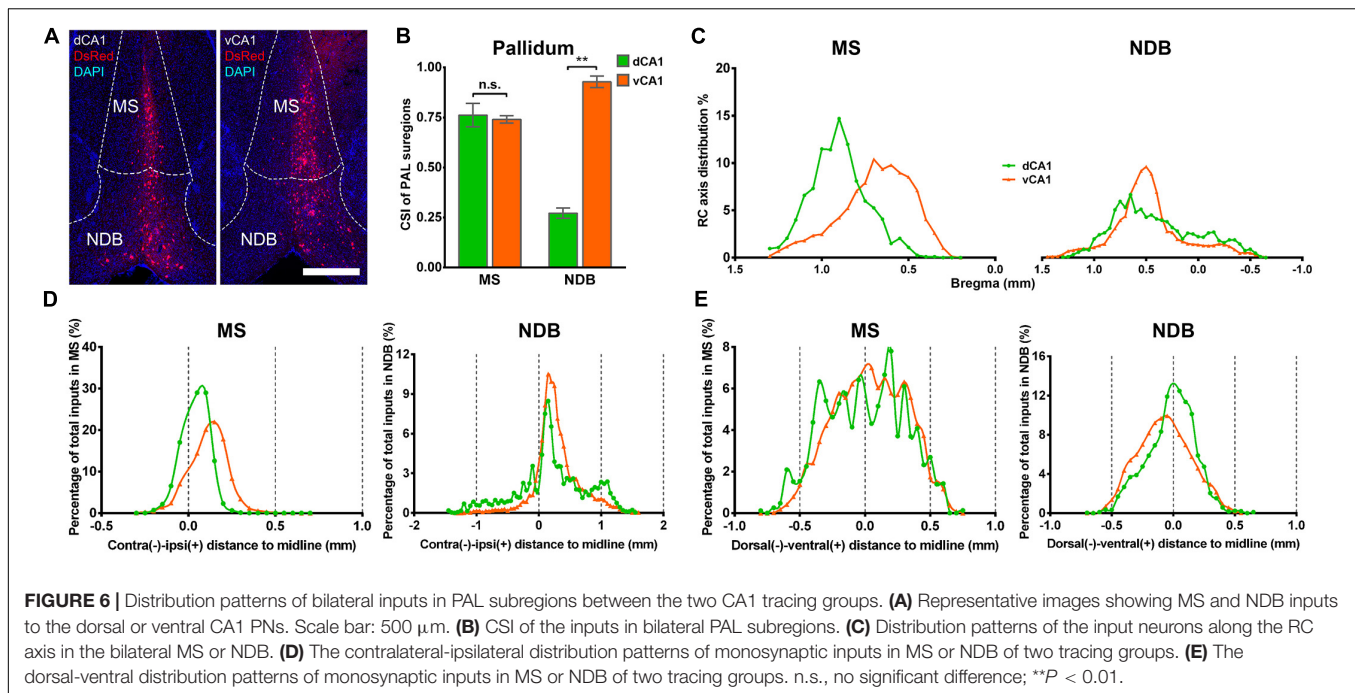 A
dCA1
DsRed
DAPI
MS
NDB
vCA1
DsRed
DAPI
MS
NDB
B
Pallidum
dCA1
vCA1
n.s.
**
CSI of PAL suregions
1.00
0.75
0.50
0.25
0.00
MS
NDB
C
MS
NDB
RC axis distribution %
20
15
10
5
0
1.5
1.0
0.5
0.0
dCA1
vCA1
1.5
1.0
0.5
0.0
-0.5
-1.0
Bregma (mm)
D
MS
Percentage of total inputs in MS (%)
40
30
20
10
0
-0.5
0.0
0.5
1.0
Contra(-)-ipsi(+) distance to midline (mm)
NDB
Percentage of total inputs in NDB (%)
12
9
6
3
0
-2
-1
0
1
2
Contra(-)-ipsi(+) distance to midline (mm)
E
MS
Percentage of total inputs in MS (%)
8
6
4
2
0
-1.0
-0.5
0.0
0.5
1.0
Dorsal(-)-ventral(+) distance to midline (mm)
NDB
Percentage of total inputs in NDB (%)
16
12
8
4
0
-1.0
-0.5
0.0
0.5
1.0
Dorsal(-)-ventral(+) distance to midline (mm)
FIGURE 6 | Distribution patterns of bilateral inputs in PAL subregions between the two CA1 tracing groups. (A) Representative images showing MS and NDB inputs
to the dorsal or ventral CA1 PNs. Scale bar: 500 μm. (B) CSI of the inputs in bilateral PAL subregions. (C) Distribution patterns of the input neurons along the RC
axis in the bilateral MS or NDB. (D) The contralateral-ipsilateral distribution patterns of monosynaptic inputs in MS or NDB of two tracing groups. (E) The
dorsal-ventral distribution patterns of monosynaptic inputs in MS or NDB of two tracing groups. n.s., no significant difference; **P < 0.01.